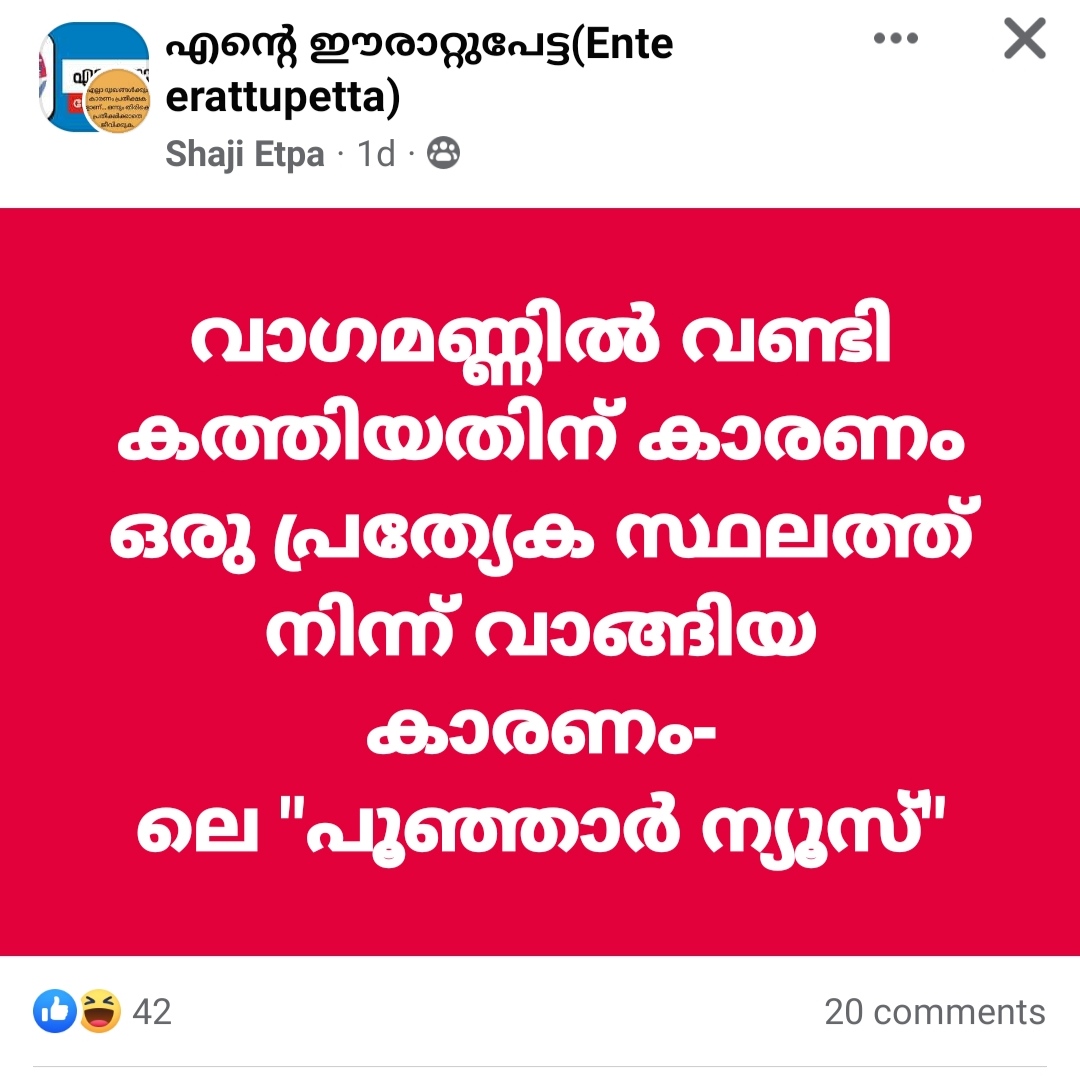 എന്റെ ഈരാറ്റുപേട്ട(Ente
erattupetta)
Shaji Etpa · 1d ·
വാഗമണ്ണിൽ വണ്ടി
കത്തിയതിന് കാരണം
ഒരു പ്രത്യേക സ്ഥലത്ത്
നിന്ന് വാങ്ങിയ
കാരണം-
ലെ "പൂഞ്ഞാർ ന്യൂസ്"
42
20 comments